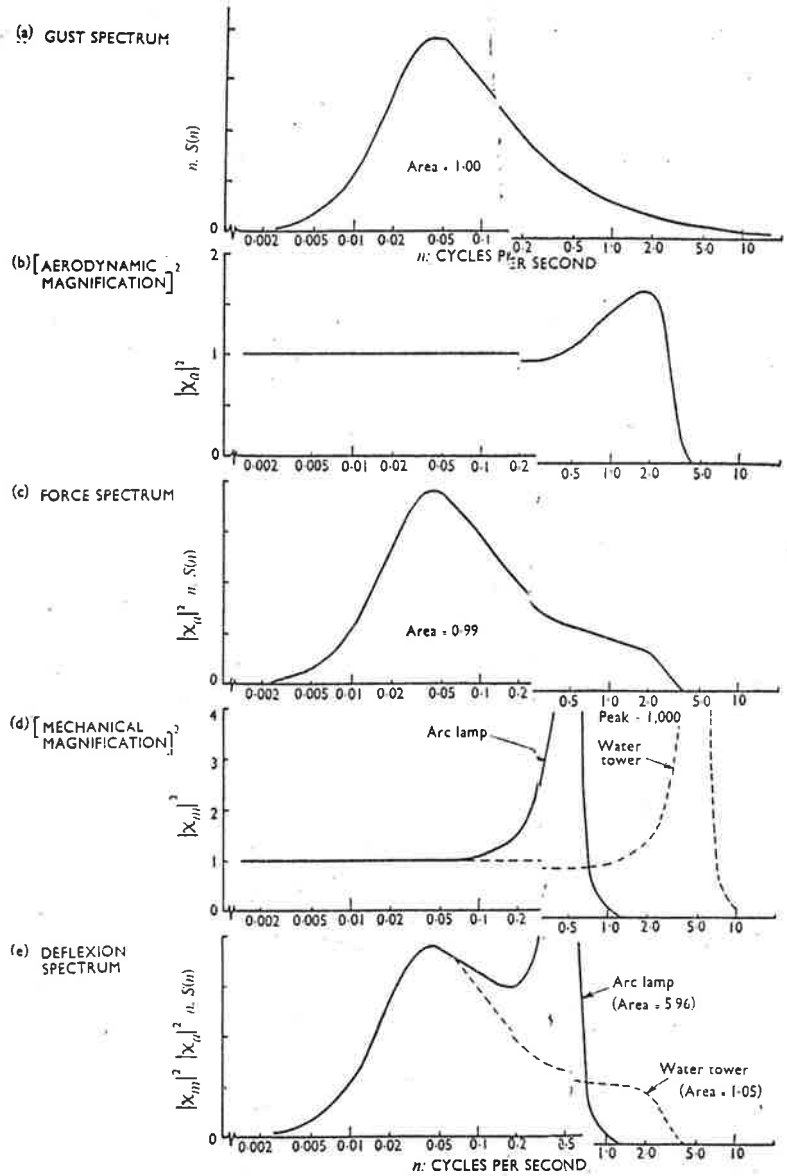 (a) GUST SPECTRUM
n. S(n)
Area = 1·00
0
0·002 0·005 0·01 0·02 0·05 0·1 0·2 0·5 1·0 2·0 5·0 10
n: CYCLES PER SECOND
(b) [AERODYNAMIC MAGNIFICATION]²
|χₐ|²
2
1
0
0·002 0·005 0·01 0·02 0·05 0·1 0·2 0·5 1·0 2·0 5·0 10
(c) FORCE SPECTRUM
|χₐ|² n. S(n)
Area = 0·99
0
0·002 0·005 0·01 0·02 0·05 0·1 0·2 0·5 1·0 2·0 5·0 10
(d) [MECHANICAL MAGNIFICATION]²
|χₘ|²
4
3
2
1
0
Arc lamp
Peak - 1,000
Water
tower
0·002 0·005 0·01 0·02 0·05 0·1 0·2 0·5 1·0 2·0 5·0 10
(e) DEFLEXION
SPECTRUM
|χₘ|² |χₐ|² n. S(n)
Arc lamp
(Area = 5·96)
Water tower
(Area = 1·05)
0
0·002 0·005 0·01 0·02 0·05 0·1 0·2 0·5 1·0 2·0 5·0 10
n: CYCLES PER SECOND